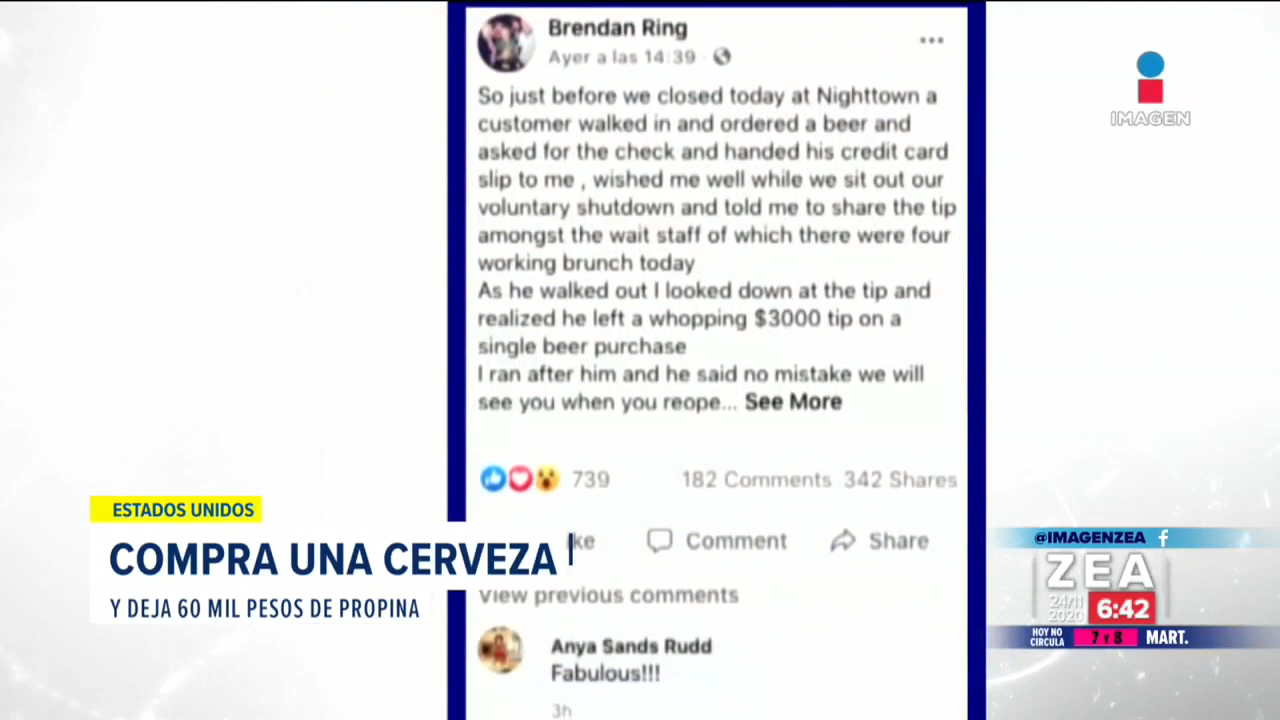 Brendan Ring
Ayer a las 14:39
So just before we closed today at Nighttown a
customer walked in and ordered a beer and
asked for the check and handed his credit card
slip to me , wished me well while we sit out our
voluntary shutdown and told me to share the tip
amongst the wait staff of which there were four
working brunch today
As he walked out I looked down at the tip and
realized he left a whopping $3000 tip on a
single beer purchase
I ran after him and he said no mistake we will
see you when you reope... See More
739 182 Comments 342 Shares
ke Comment Share
View previous comments
Anya Sands Rudd
Fabulous!!!
3h
IMAGEN
ESTADOS UNIDOS
COMPRA UNA CERVEZA
Y DEJA 60 MIL PESOS DE PROPINA
@IMAGENZEA
ZEA
24/11
2020
6:42
HOY NO
CIRCULA
7 Y 8
MART.